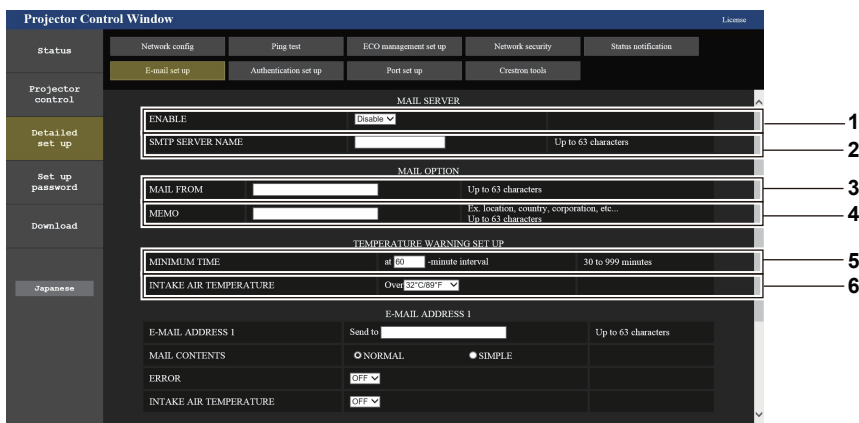 Projector Control Window
License
Status
Network config
Ping test
ECO management set up
Network security
Status notification
E-mail set up
Authentication set up
Port set up
Crestron tools
Projector
control
Detailed
set up
Set up
password
Download
Japanese
MAIL SERVER
ENABLE Disable 1
SMTP SERVER NAME Up to 63 characters 2
MAIL OPTION
MAIL FROM Up to 63 characters 3
MEMO Ex. location, country, corporation, etc...
Up to 63 characters 4
TEMPERATURE WARNING SET UP
MINIMUM TIME at 60 -minute interval 30 to 999 minutes 5
INTAKE AIR TEMPERATURE Over 32°C/89°F 6
E-MAIL ADDRESS 1
E-MAIL ADDRESS 1 Send to Up to 63 characters
MAIL CONTENTS NORMAL SIMPLE
ERROR OFF
INTAKE AIR TEMPERATURE OFF